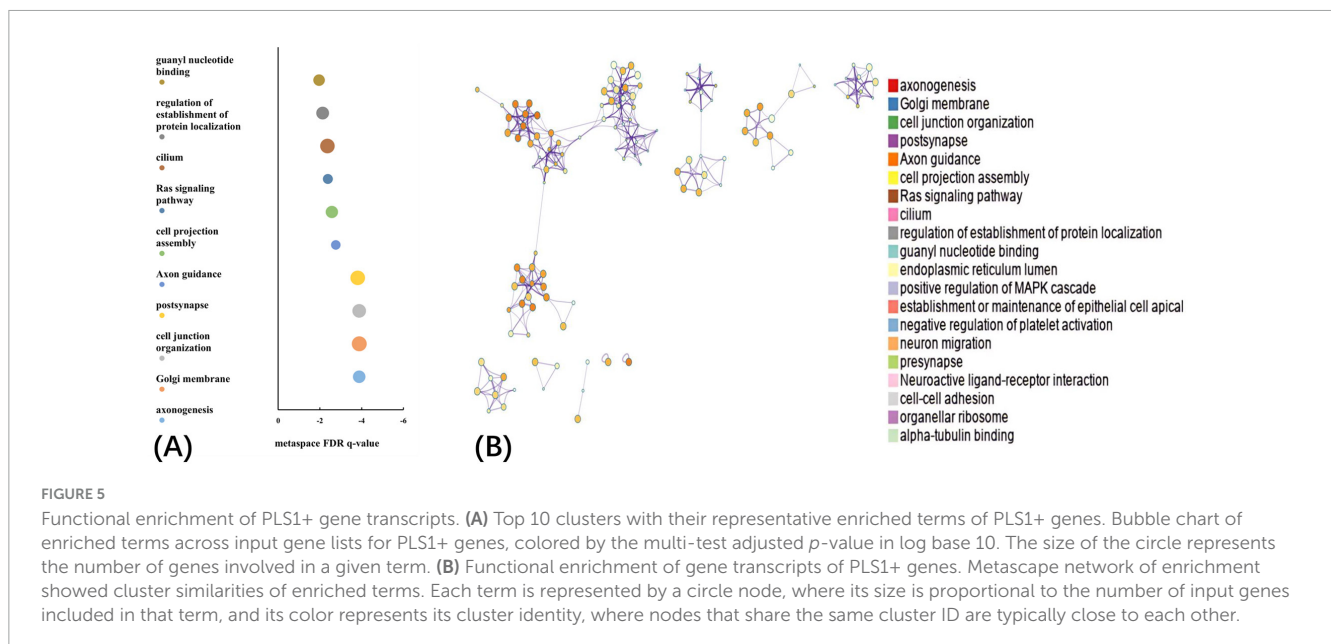 guanyl nucleotide
binding
regulation of
establishment of
protein localization
cilium
Ras signaling
pathway
cell projection
assembly
Axon guidance
postsynapse
cell junction
organization
Golgi membrane
axonogenesis
0 -2 -4 -6
metaspace FDR q-value
(A)
(B)
axonogenesis
Golgi membrane
cell junction organization
postsynapse
Axon guidance
cell projection assembly
Ras signaling pathway
cilium
regulation of establishment of protein localization
guanyl nucleotide binding
endoplasmic reticulum lumen
positive regulation of MAPK cascade
establishment or maintenance of epithelial cell apical
negative regulation of platelet activation
neuron migration
presynapse
Neuroactive ligand-receptor interaction
cell-cell adhesion
organellar ribosome
alpha-tubulin binding
FIGURE 5
Functional enrichment of PLS1+ gene transcripts. (A) Top 10 clusters with their representative enriched terms of PLS1+ genes. Bubble chart of
enriched terms across input gene lists for PLS1+ genes, colored by the multi-test adjusted p-value in log base 10. The size of the circle represents
the number of genes involved in a given term. (B) Functional enrichment of gene transcripts of PLS1+ genes. Metascape network of enrichment
showed cluster similarities of enriched terms. Each term is represented by a circle node, where its size is proportional to the number of input genes
included in that term, and its color represents its cluster identity, where nodes that share the same cluster ID are typically close to each other.